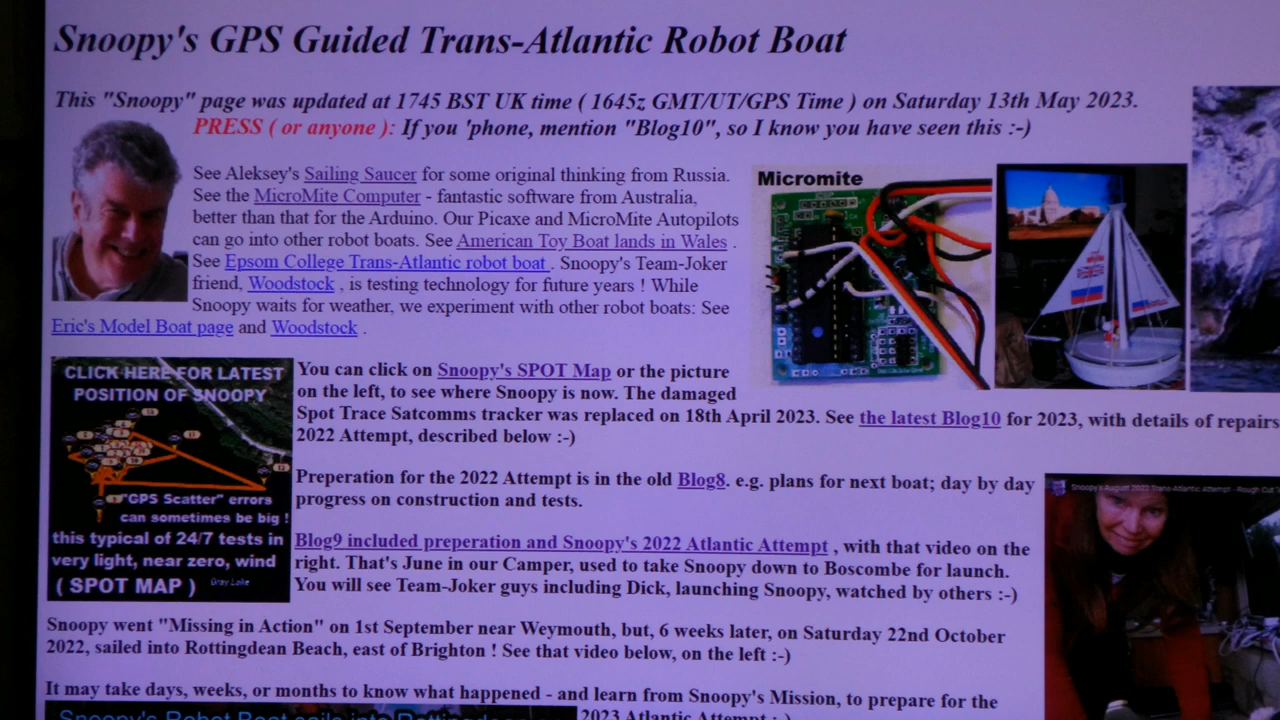 Snoopy's GPS Guided Trans-Atlantic Robot Boat
This "Snoopy" page was updated at 1745 BST UK time ( 1645z GMT/UT/GPS Time ) on Saturday 13th May 2023.
PRESS ( or anyone ): If you 'phone, mention "Blog10", so I know you have seen this :-)
See Aleksey's Sailing Saucer for some original thinking from Russia.
See the MicroMite Computer - fantastic software from Australia,
better than that for the Arduino. Our Picaxe and MicroMite Autopilots
can go into other robot boats. See American Toy Boat lands in Wales .
See Epsom College Trans-Atlantic robot boat . Snoopy's Team-Joker
friend, Woodstock , is testing technology for future years ! While
Snoopy waits for weather, we experiment with other robot boats: See
Eric's Model Boat page and Woodstock .
Micromite
CLICK HERE FOR LATEST
POSITION OF SNOOPY
"GPS Scatter" errors
can sometimes be big !
this typical of 24/7 tests in
very light, near zero, wind
( SPOT MAP )
Gray Lake
You can click on Snoopy's SPOT Map or the picture
on the left, to see where Snoopy is now. The damaged
Spot Trace Satcomms tracker was replaced on 18th April 2023. See the latest Blog10 for 2023, with details of repairs
2022 Attempt, described below :-)
Preperation for the 2022 Attempt is in the old Blog8. e.g. plans for next boat; day by day
progress on construction and tests.
Blog9 included preperation and Snoopy's 2022 Atlantic Attempt , with that video on the
right. That's June in our Camper, used to take Snoopy down to Boscombe for launch.
You will see Team-Joker guys including Dick, launching Snoopy, watched by others :-)
Snoopy's August 2022 Trans-Atlantic Attempt - Rough Cut
Snoopy went "Missing in Action" on 1st September near Weymouth, but, 6 weeks later, on Saturday 22nd October
2022, sailed into Rottingdean Beach, east of Brighton ! See that video below, on the left :-)
It may take days, weeks, or months to know what happened - and learn from Snoopy's Mission, to prepare for the
2023 Atlantic Attempt :-)
Snoopy's Robot Boat sails into Rottingdean